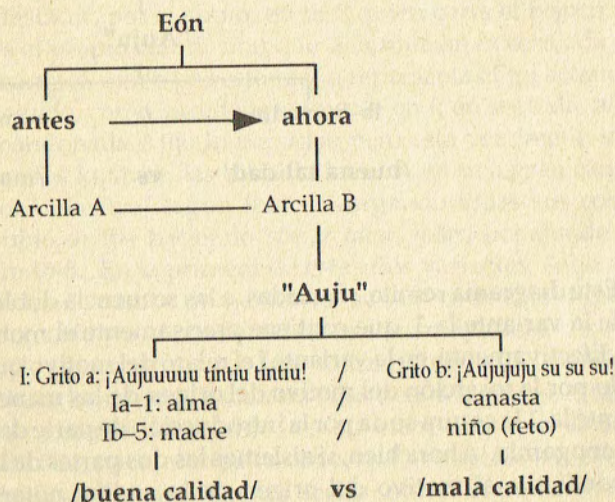 Eón
antes ahora
Arcilla A Arcilla B
"Auju"
I: Grito a: ¡Aújuuuuu tíntiu tíntiu! / Grito b: ¡Aújujuju su su su!
Ia–1: alma / canasta
Ib–5: madre / niño (feto)
/buena calidad/ vs /mala calidad/